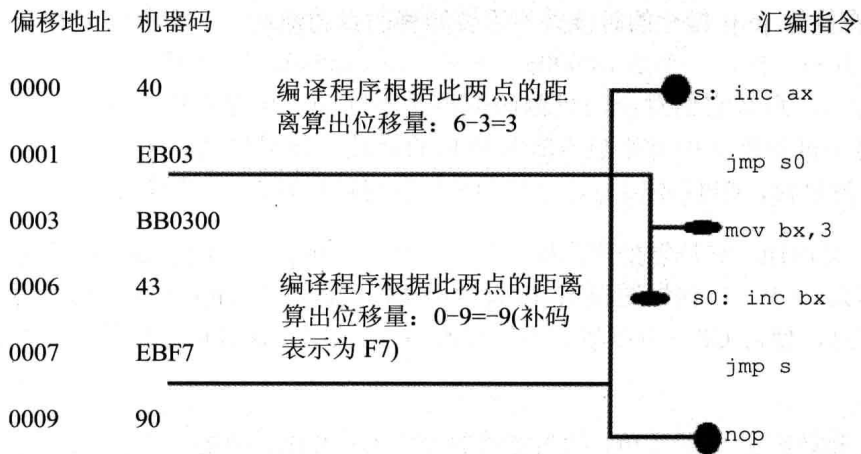 偏移地址 机器码 汇编指令
0000 40 s: inc ax
编译程序根据此两点的距
离算出位移量：6-3=3
0001 EB03 jmp s0
0003 BB0300 mov bx,3
0006 43 s0: inc bx
编译程序根据此两点的距离
算出位移量：0-9=-9(补码
表示为 F7)
0007 EBF7 jmp s
0009 90 nop